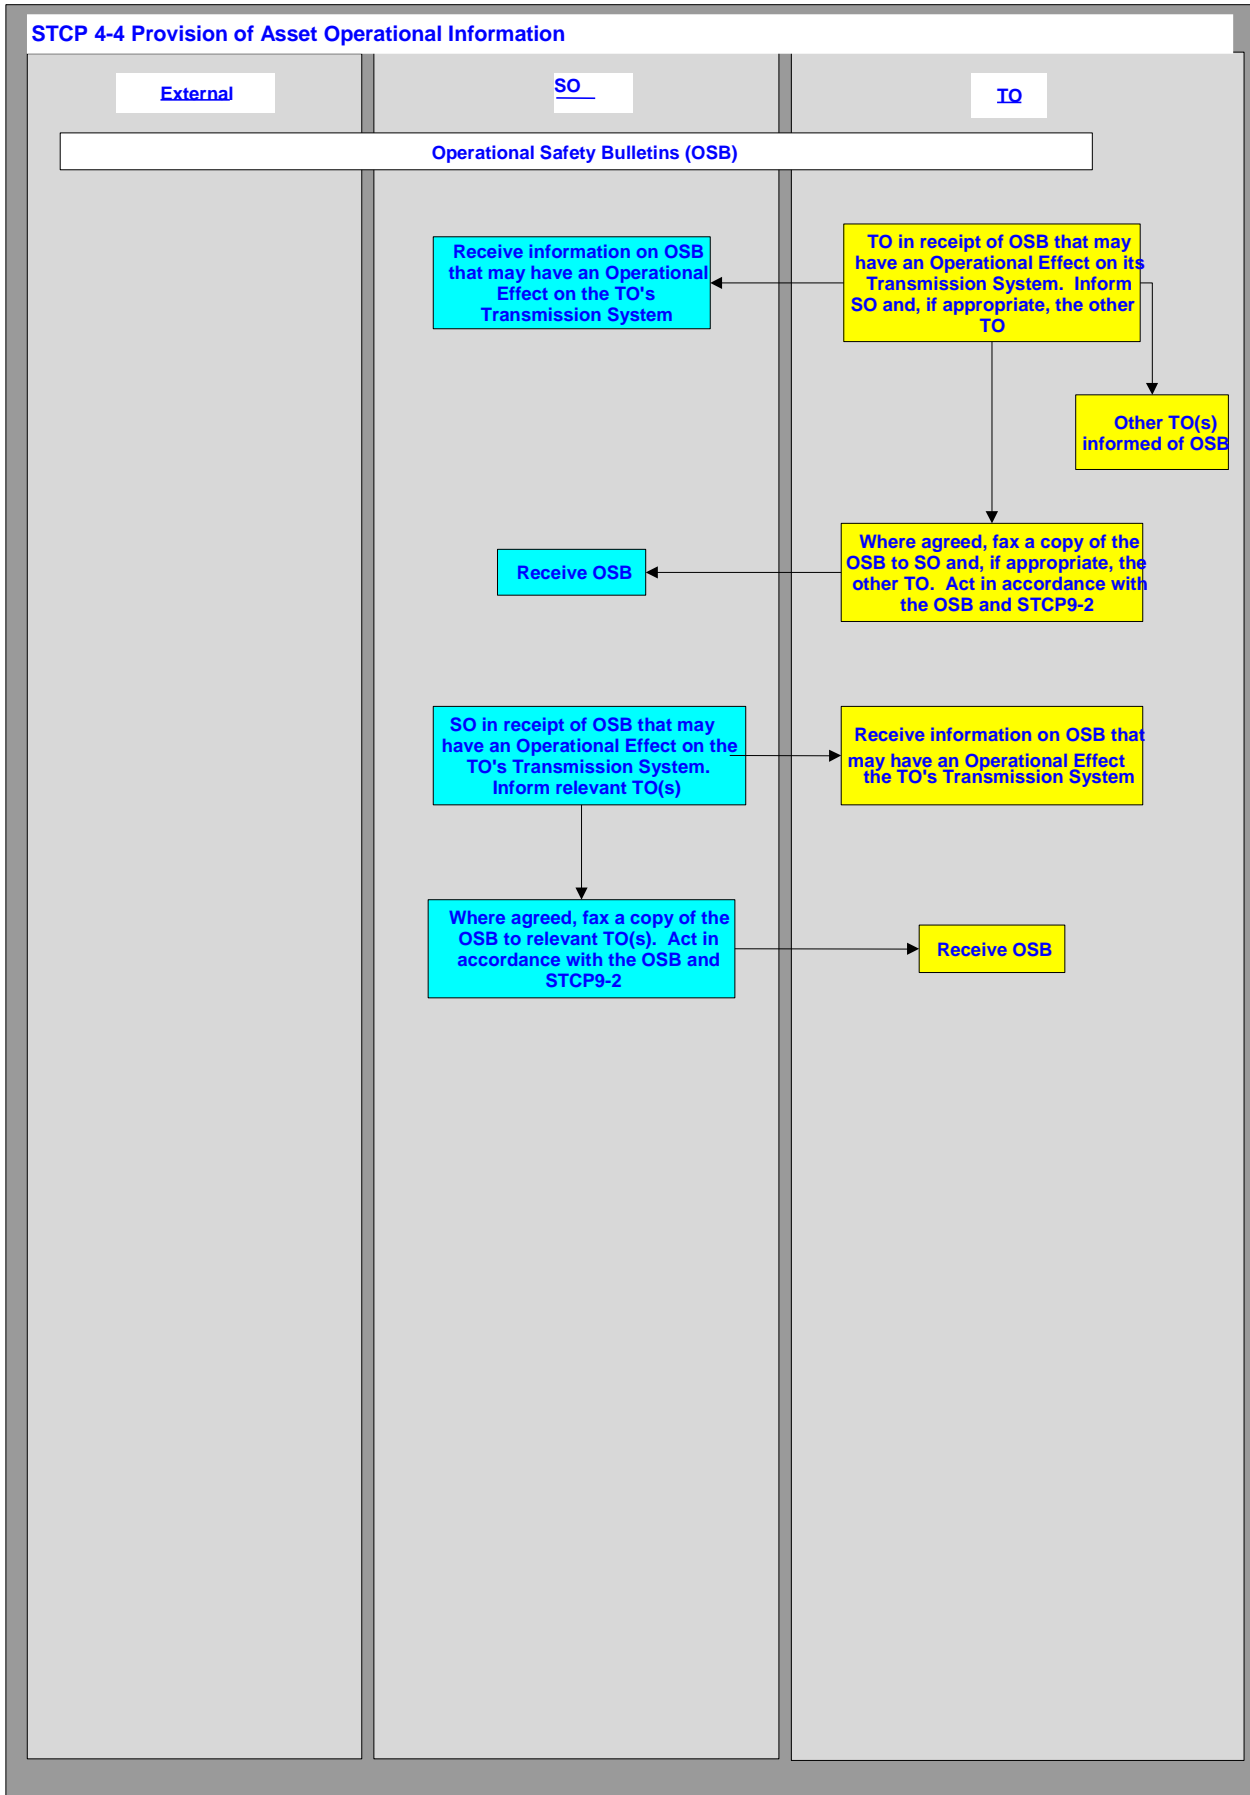 STCP 4-4 Provision of Asset Operational Information
External
SO
TO
Operational Safety Bulletins (OSB)
Receive information on OSB
that may have an Operational
Effect on the TO's
Transmission System
TO in receipt of OSB that may
have an Operational Effect on its
Transmission System. Inform
SO and, if appropriate, the other
TO
Other TO(s)
informed of OSB
Where agreed, fax a copy of the
OSB to SO and, if appropriate, the
other TO. Act in accordance with
the OSB and STCP9-2
Receive OSB
SO in receipt of OSB that may
have an Operational Effect on the
TO's Transmission System.
Inform relevant TO(s)
Receive information on OSB that
may have an Operational Effect
the TO's Transmission System
Where agreed, fax a copy of the
OSB to relevant TO(s). Act in
accordance with the OSB and
STCP9-2
Receive OSB